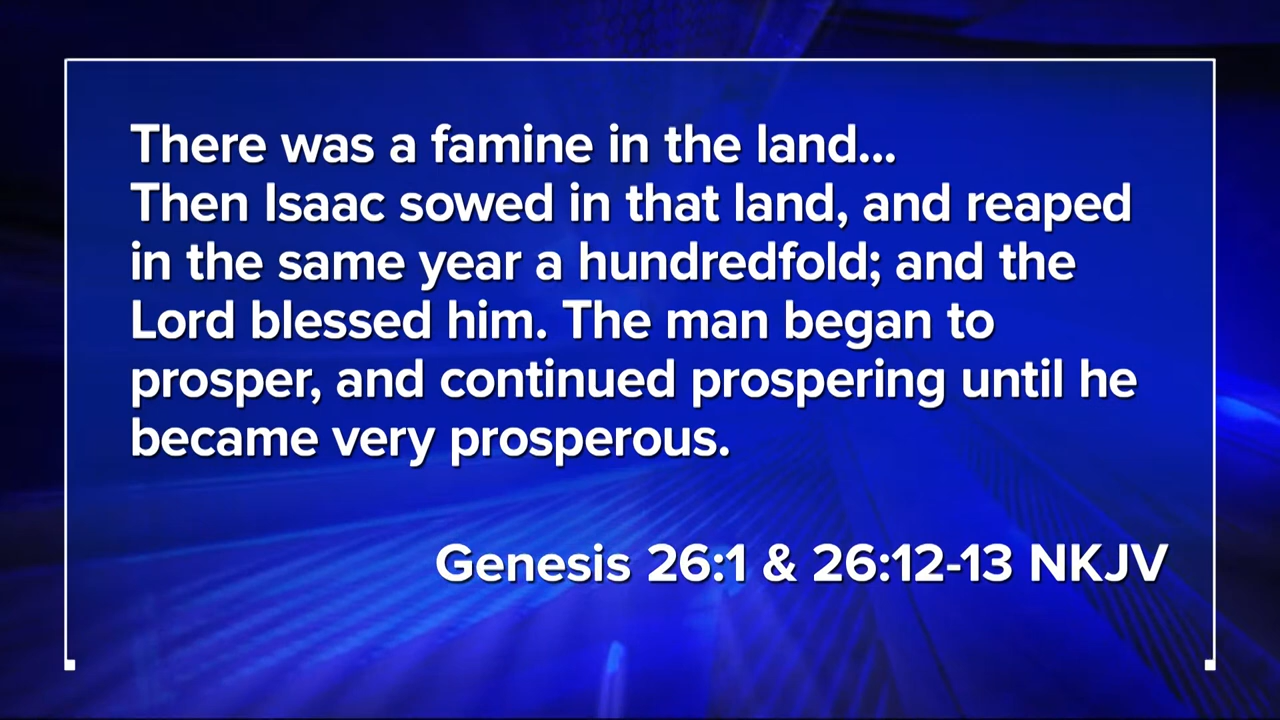 There was a famine in the land...
Then Isaac sowed in that land, and reaped
in the same year a hundredfold; and the
Lord blessed him. The man began to
prosper, and continued prospering until he
became very prosperous.
Genesis 26:1 & 26:12-13 NKJV